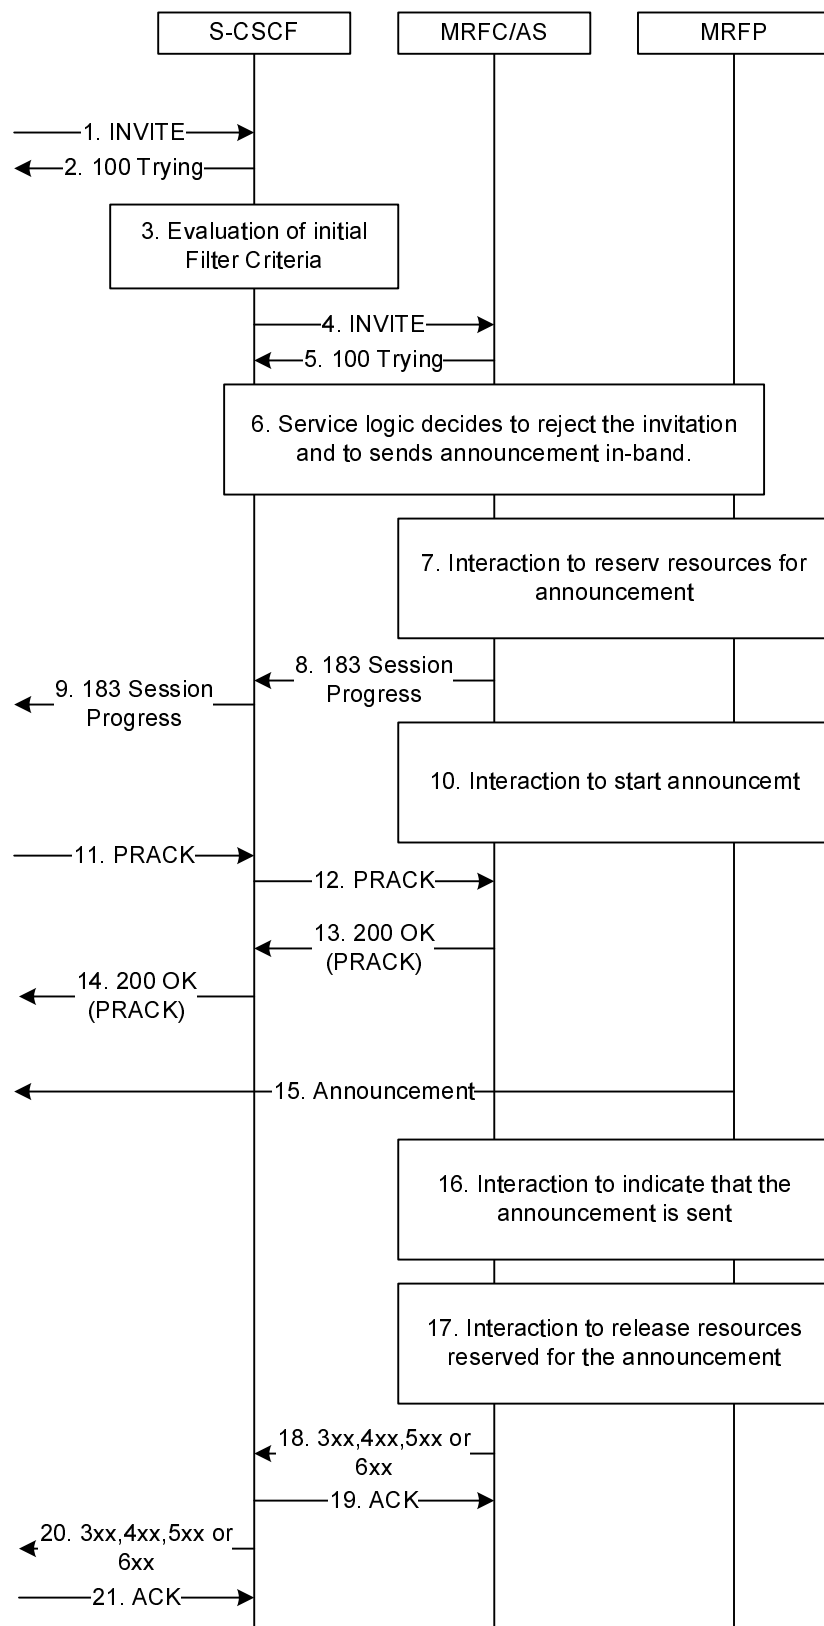 S-CSCF
MRFC/AS
MRFP
1. INVITE
2. 100 Trying
3. Evaluation of initial
Filter Criteria
4. INVITE
5. 100 Trying
6. Service logic decides to reject the invitation
and to sends announcement in-band.
7. Interaction to reserv resources for
announcement
8. 183 Session
Progress
9. 183 Session
Progress
10. Interaction to start announcemt
11. PRACK
12. PRACK
13. 200 OK
(PRACK)
14. 200 OK
(PRACK)
15. Announcement
16. Interaction to indicate that the
announcement is sent
17. Interaction to release resources
reserved for the announcement
18. 3xx,4xx,5xx or
6xx
19. ACK
20. 3xx,4xx,5xx or
6xx
21. ACK